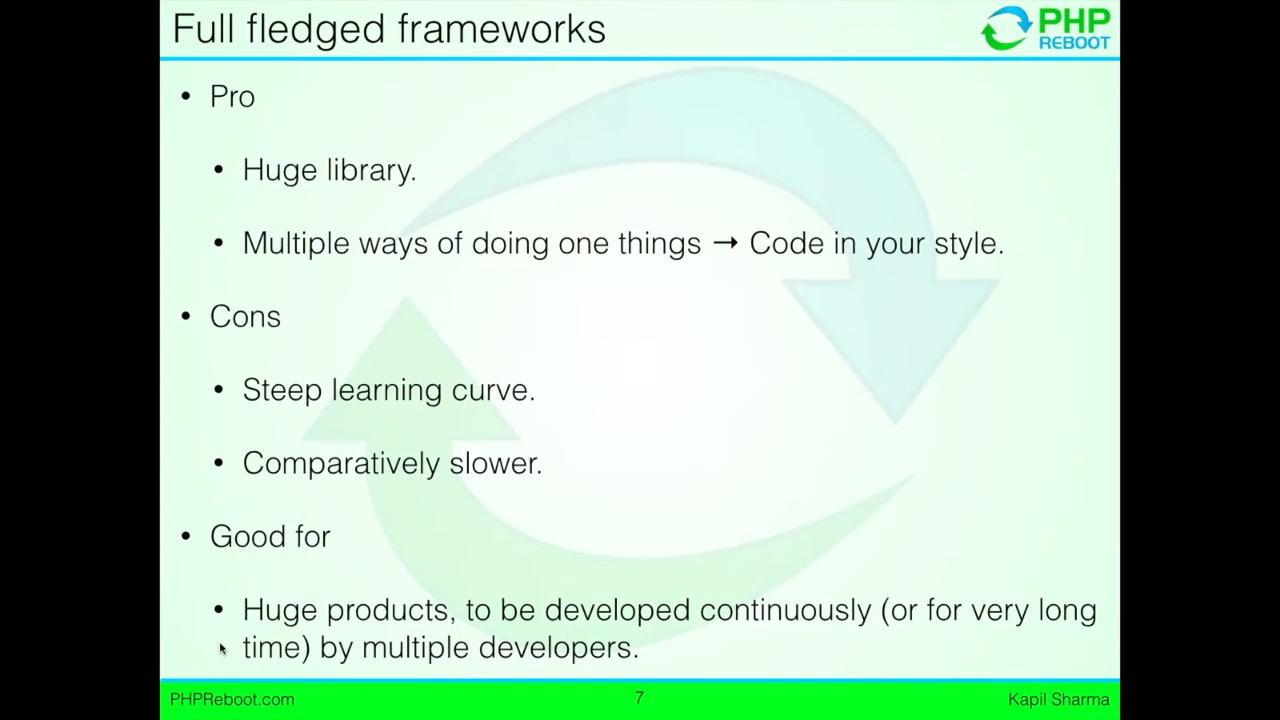 Full fledged frameworks
PHP
REBOOT
• Pro
• Huge library.
• Multiple ways of doing one things → Code in your style.
• Cons
• Steep learning curve.
• Comparatively slower.
• Good for
• Huge products, to be developed continuously (or for very long
time) by multiple developers.
PHPReboot.com
7
Kapil Sharma